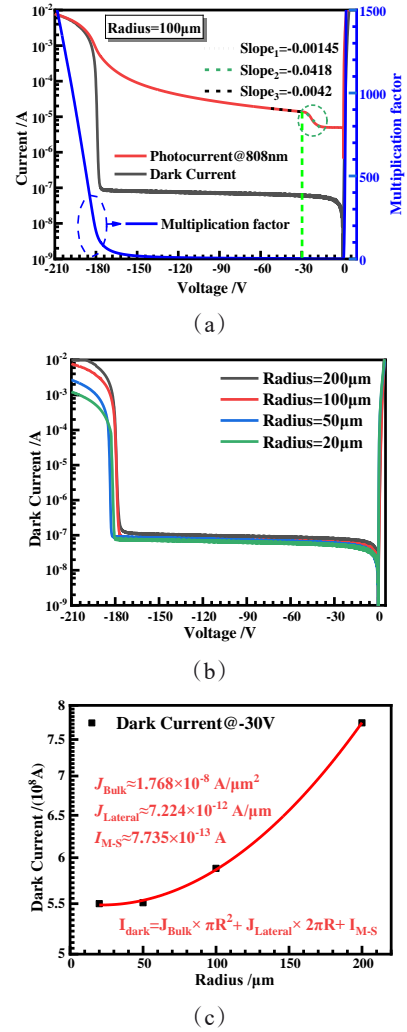 10⁻²
10⁻³
10⁻⁴
10⁻⁵
10⁻⁶
10⁻⁷
10⁻⁸
10⁻⁹
Current /A
Radius=100μm
Slope₁=-0.00145
Slope₂=-0.0418
Slope₃=-0.0042
Photocurrent@808nm
Dark Current
Multiplication factor
1500
1000
500
0
Multiplication factor
-210 -180 -150 -120 -90 -60 -30 0
Voltage /V
(a)
10⁻²
10⁻³
10⁻⁴
10⁻⁵
10⁻⁶
10⁻⁷
10⁻⁸
10⁻⁹
Dark Current /A
Radius=200μm
Radius=100μm
Radius=50μm
Radius=20μm
-210 -180 -150 -120 -90 -60 -30 0
Voltage /V
(b)
8
7
6
5.5
5
Dark Current /(10⁸A)
Dark Current@-30V
J_Bulk≈1.768×10⁻⁸ A/μm²
J_Lateral≈7.224×10⁻¹² A/μm
I_M-S≈7.735×10⁻¹³ A
I_dark=J_Bulk× πR²+ J_Lateral× 2πR+ I_M-S
0 50 100 150 200
Radius /μm
(c)